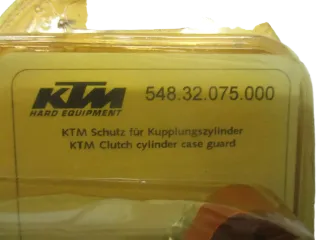 KTM 548.32.075.000
HARD EQUIPMENT
KTM Schutz für Kupplungszylinder
KTM Clutch cylinder case guard